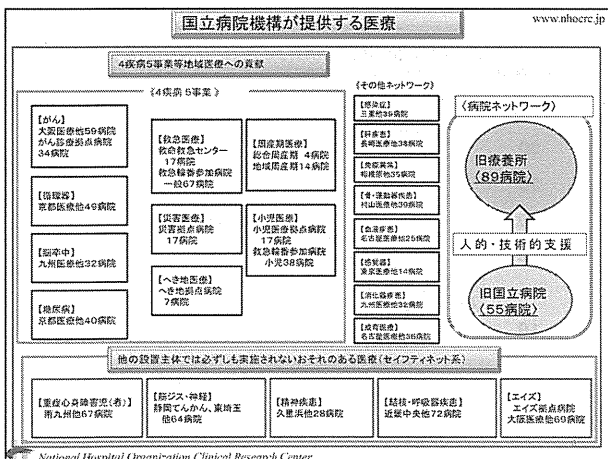 国立病院機構が提供する医療
www.nhocrc.jp
4疾病5事業等地域医療への貢献
《4疾病 5事業 》
【がん】
大阪医療他59病院
がん診療拠点病院
34病院
【循環器】
京都医療他49病院
【脳卒中】
九州医療他32病院
【糖尿病】
京都医療他40病院
【救急医療】
救命救急センター
17病院
救急輪番参加病院
一般67病院
【災害医療】
災害拠点病院
17病院
【へき地医療】
へき地拠点病院
7病院
【周産期医療】
総合周産期 4病院
地域周産期14病院
【小児医療】
小児医療拠点病院
17病院
救急輪番参加病院
小児38病院
《その他ネットワーク》
【感染症】
三重他39病院
【肝疾患】
長崎医療他38病院
【免疫異常】
相模原他35病院
【骨・運動器疾患】
村山医療他39病院
【血液疾患】
名古屋医療他25病院
【感覚器】
東京医療他14病院
【消化器疾患】
九州医療他32病院
【成育医療】
名古屋医療他36病院
〈病院ネットワーク〉
旧療養所
〈89病院〉
人的・技術的支援
旧国立病院
〈55病院〉
他の設置主体では必ずしも実施されないおそれのある医療(セイフティネット系)
【重症心身障害児(者)】
南九州他67病院
【筋ジス・神経】
静岡てんかん、東埼玉
他64病院
【精神疾患】
久里浜他28病院
【結核・呼吸器疾患】
近畿中央他72病院
【エイズ】
エイズ拠点病院
大阪医療他69病院
National Hospital Organization Clinical Research Center